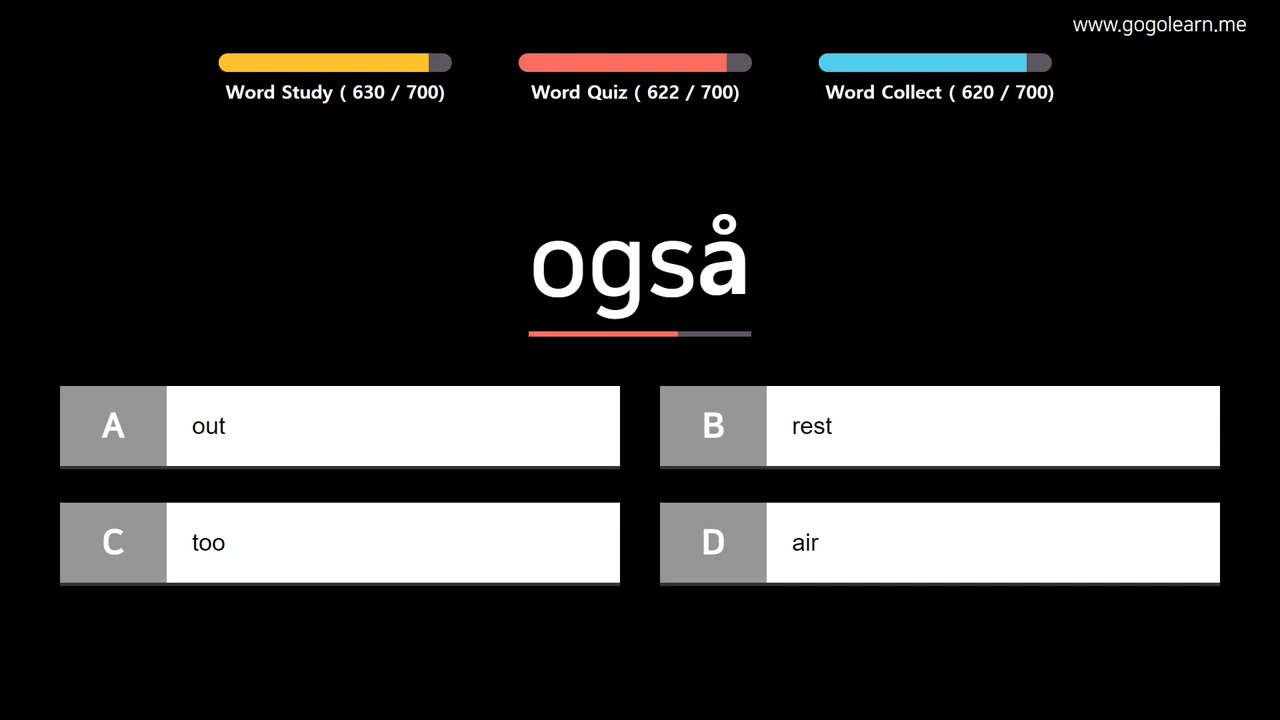 www.gogolearn.me
Word Study ( 630 / 700)
Word Quiz ( 622 / 700)
Word Collect ( 620 / 700)
også
A out
B rest
C too
D air